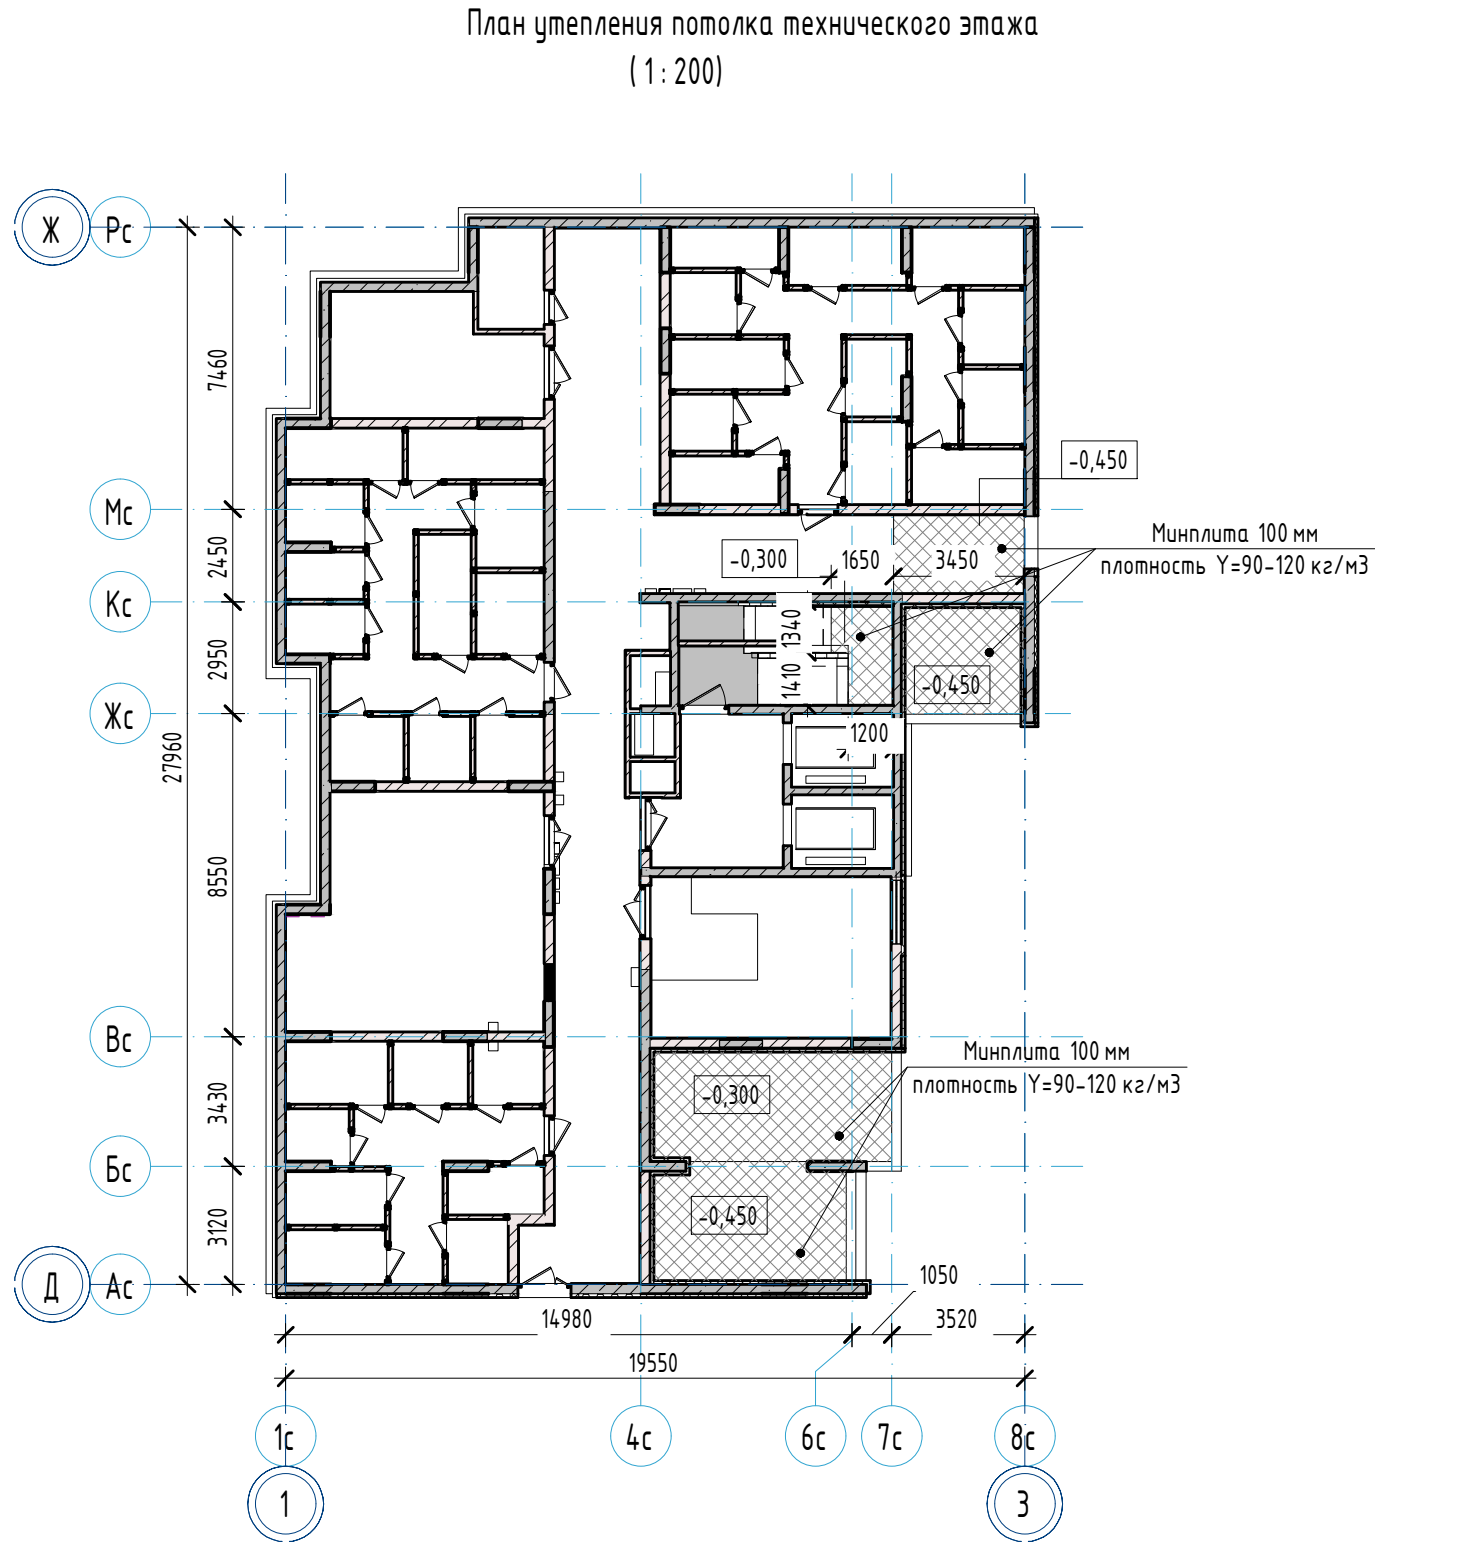 План утепления потолка технического этажа
(1 : 200)
Ж
Рс
7460
-0,450
Мс
Минплита 100 мм
плотность Y=90-120 кг/м3
-0,300
1650
3450
2450
Кс
1340
2950
1410
-0,450
Жс
1200
27960
8550
Вс
Минплита 100 мм
плотность Y=90-120 кг/м3
-0,300
3430
Бс
-0,450
3120
Д
Ас
1050
14980
3520
19550
1с
4с
6с
7с
8с
1
3